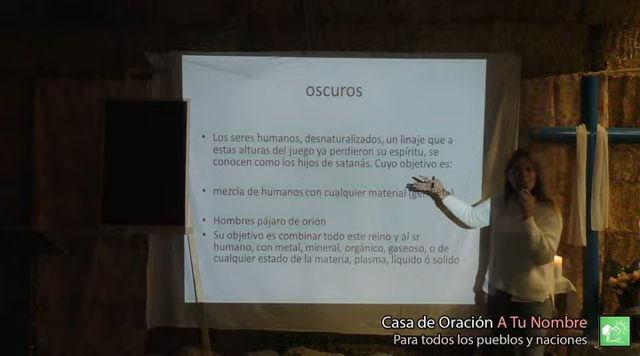 oscuros
• Los seres humanos, desnaturalizados, un linaje que a
estas alturas del juego ya perdieron su espíritu, se
conocen como los hijos de satanás. Cuyo objetivo es:
• mezcla de humanos con cualquier material
• Hombres pájaro de orión
• Su objetivo es combinar todo este reino y al sr
humano, con metal, mineral, orgánico, gaseoso, o de
cualquier estado de la materia, plasma, liquido ó solido
Casa de Oración A Tu Nombre
Para todos los pueblos y naciones